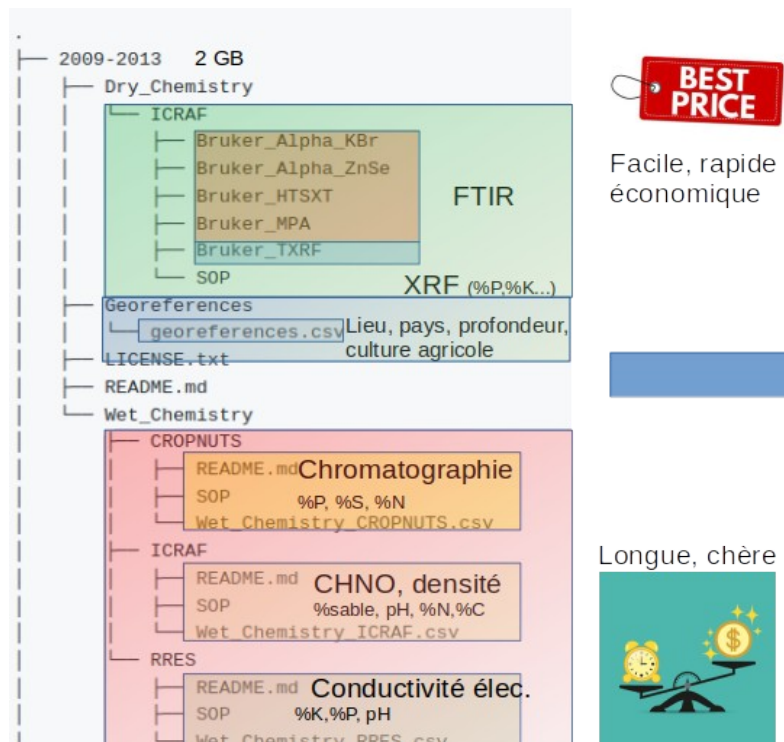 .
├── 2009-2013 2 GB
├── Dry_Chemistry
└── ICRAF
├── Bruker_Alpha_KBr
├── Bruker_Alpha_ZnSe
├── Bruker_HTSXT
├── Bruker_MPA
├── Bruker_TXRF
└── SOP
FTIR
XRF (%P,%K...)
├── Georeferences
└── georeferences.csv
Lieu, pays, profondeur,
culture agricole
├── LICENSE.txt
├── README.md
└── Wet_Chemistry
├── CROPNUTS
├── README.md Chromatographie
├── SOP %P, %S, %N
└── Wet_Chemistry_CROPNUTS.csv
├── ICRAF
├── README.md CHNO, densité
├── SOP %sable, pH, %N,%C
└── Wet_Chemistry_ICRAF.csv
└── RRES
├── README.md Conductivité élec.
├── SOP %K,%P, pH
└── Wet_Chemistry_RRES.csv
BEST
PRICE
Facile, rapide
économique
Longue, chère
$